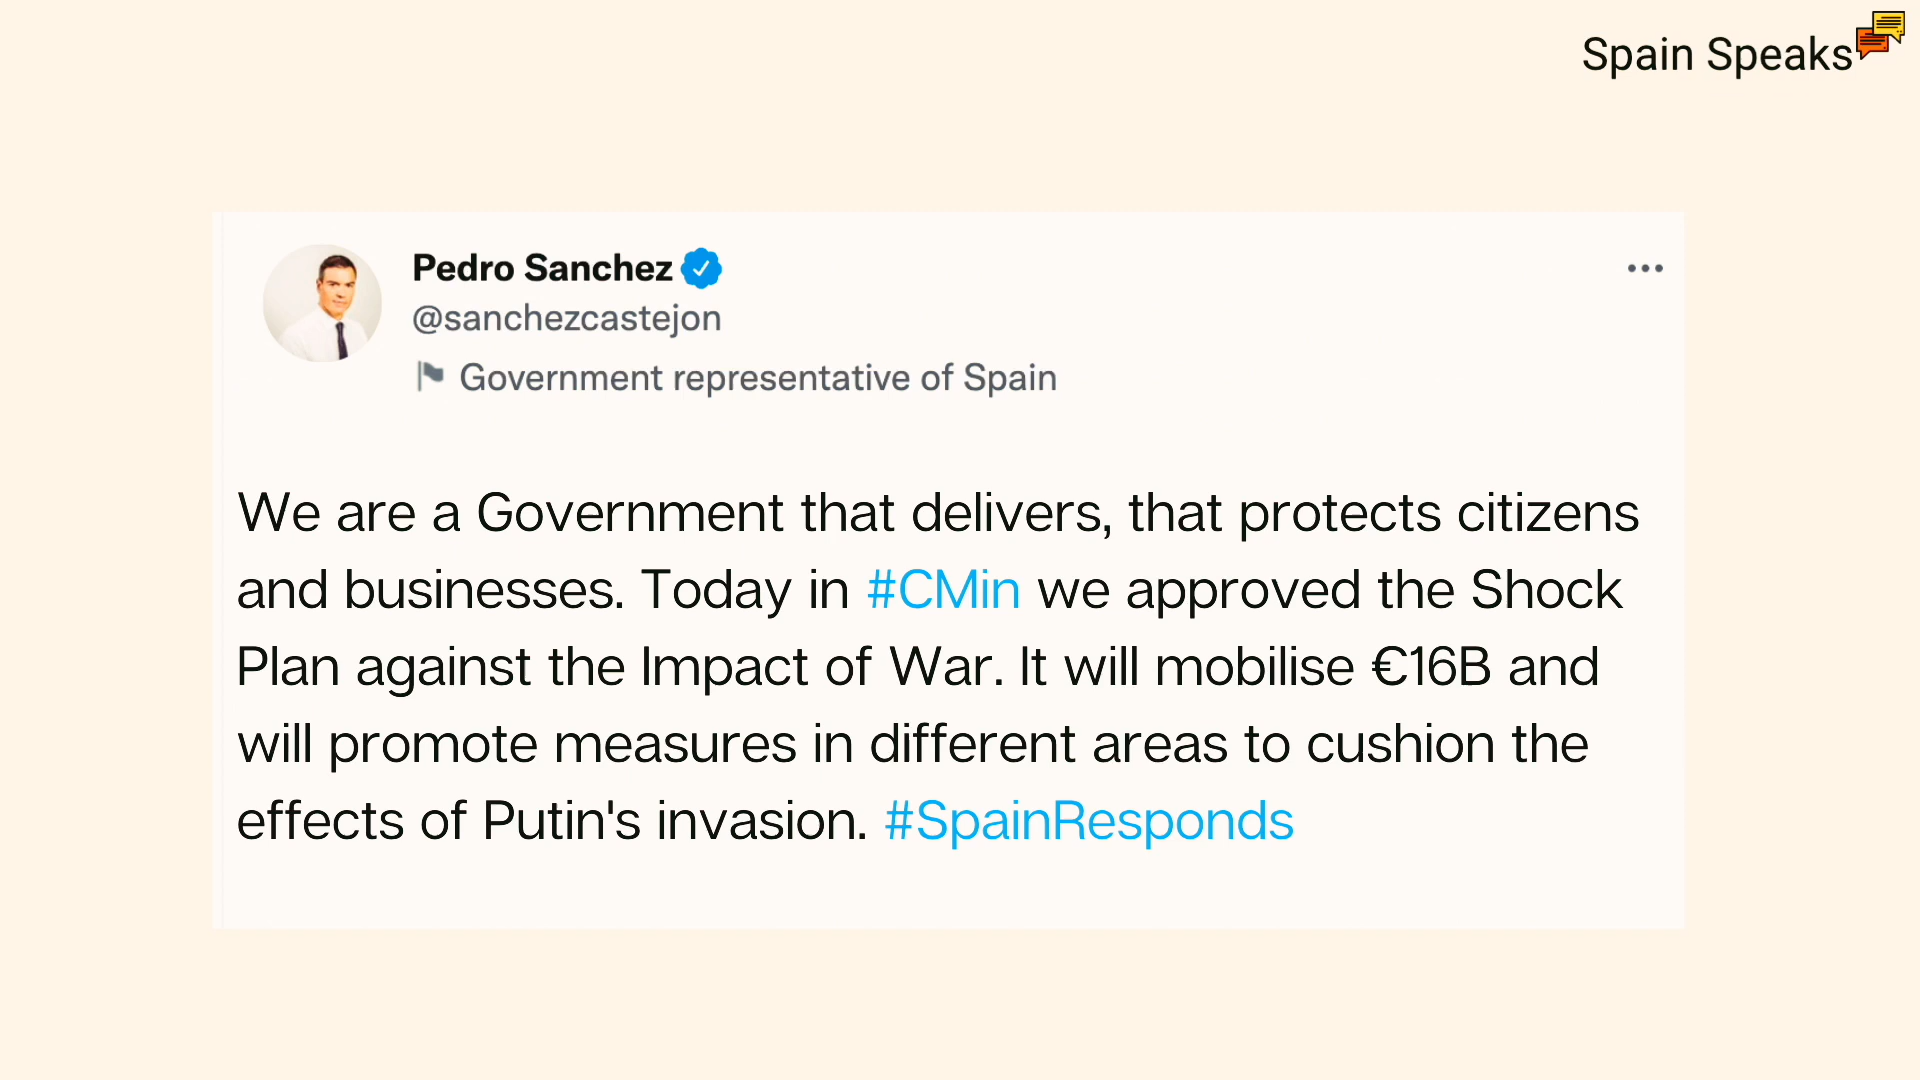 Spain Speaks
Pedro Sanchez
@sanchezcastejon
Government representative of Spain
We are a Government that delivers, that protects citizens
and businesses. Today in #CMin we approved the Shock
Plan against the Impact of War. It will mobilise €16B and
will promote measures in different areas to cushion the
effects of Putin's invasion. #SpainResponds